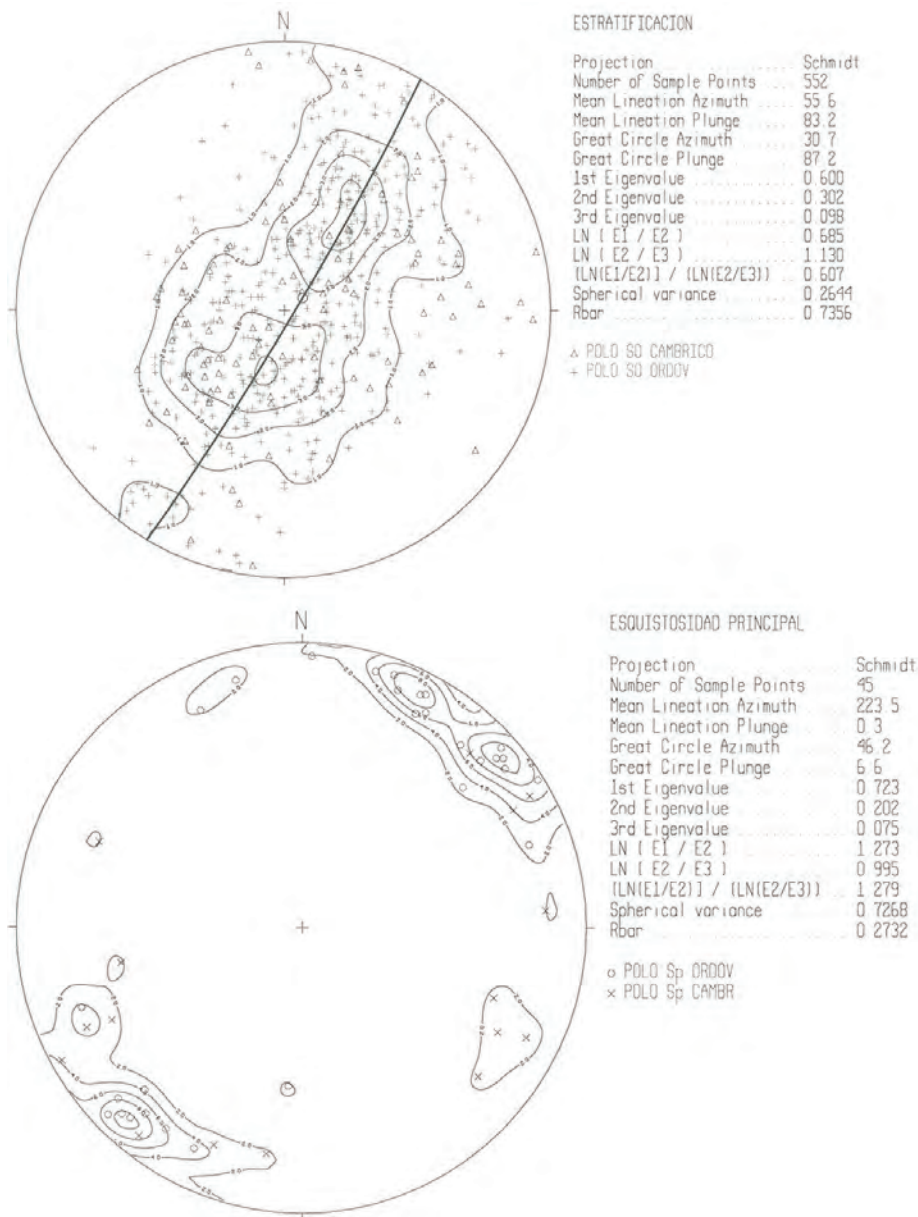 N
ESTRATIFICACION
Projection ............ Schmidt
Number of Sample Points .... 552
Mean Lineation Azimuth ..... 55 6
Mean Lineation Plunge ...... 83 2
Great Circle Azimuth ....... 30 7
Great Circle Plunge ........ 87 2
1st Eigenvalue ............. 0 600
2nd Eigenvalue ............. 0 302
3rd Eigenvalue ............. 0 098
LN ( E1 / E2 ) ............. 0 685
LN ( E2 / E3 ) ............. 1 130
(LN(E1/E2)) / (LN(E2/E3)) .. 0 607
Spherical variance ......... 0 2644
Rbar ....................... 0 7356
△ POLO S0 CAMBRICO
+ POLO S0 ORDOV
N
ESQUISTOSIDAD PRINCIPAL
Projection ............ Schmidt
Number of Sample Points .... 45
Mean Lineation Azimuth ..... 223 5
Mean Lineation Plunge ...... 0 3
Great Circle Azimuth ....... 46 2
Great Circle Plunge ........ 6 6
1st Eigenvalue ............. 0 723
2nd Eigenvalue ............. 0 202
3rd Eigenvalue ............. 0 075
LN ( E1 / E2 ) ............. 1 273
LN ( E2 / E3 ) ............. 0 995
(LN(E1/E2)) / (LN(E2/E3)) .. 1 279
Spherical variance ......... 0 7268
Rbar ....................... 0 2732
o POLO Sp ORDOV
× POLO Sp CAMBR